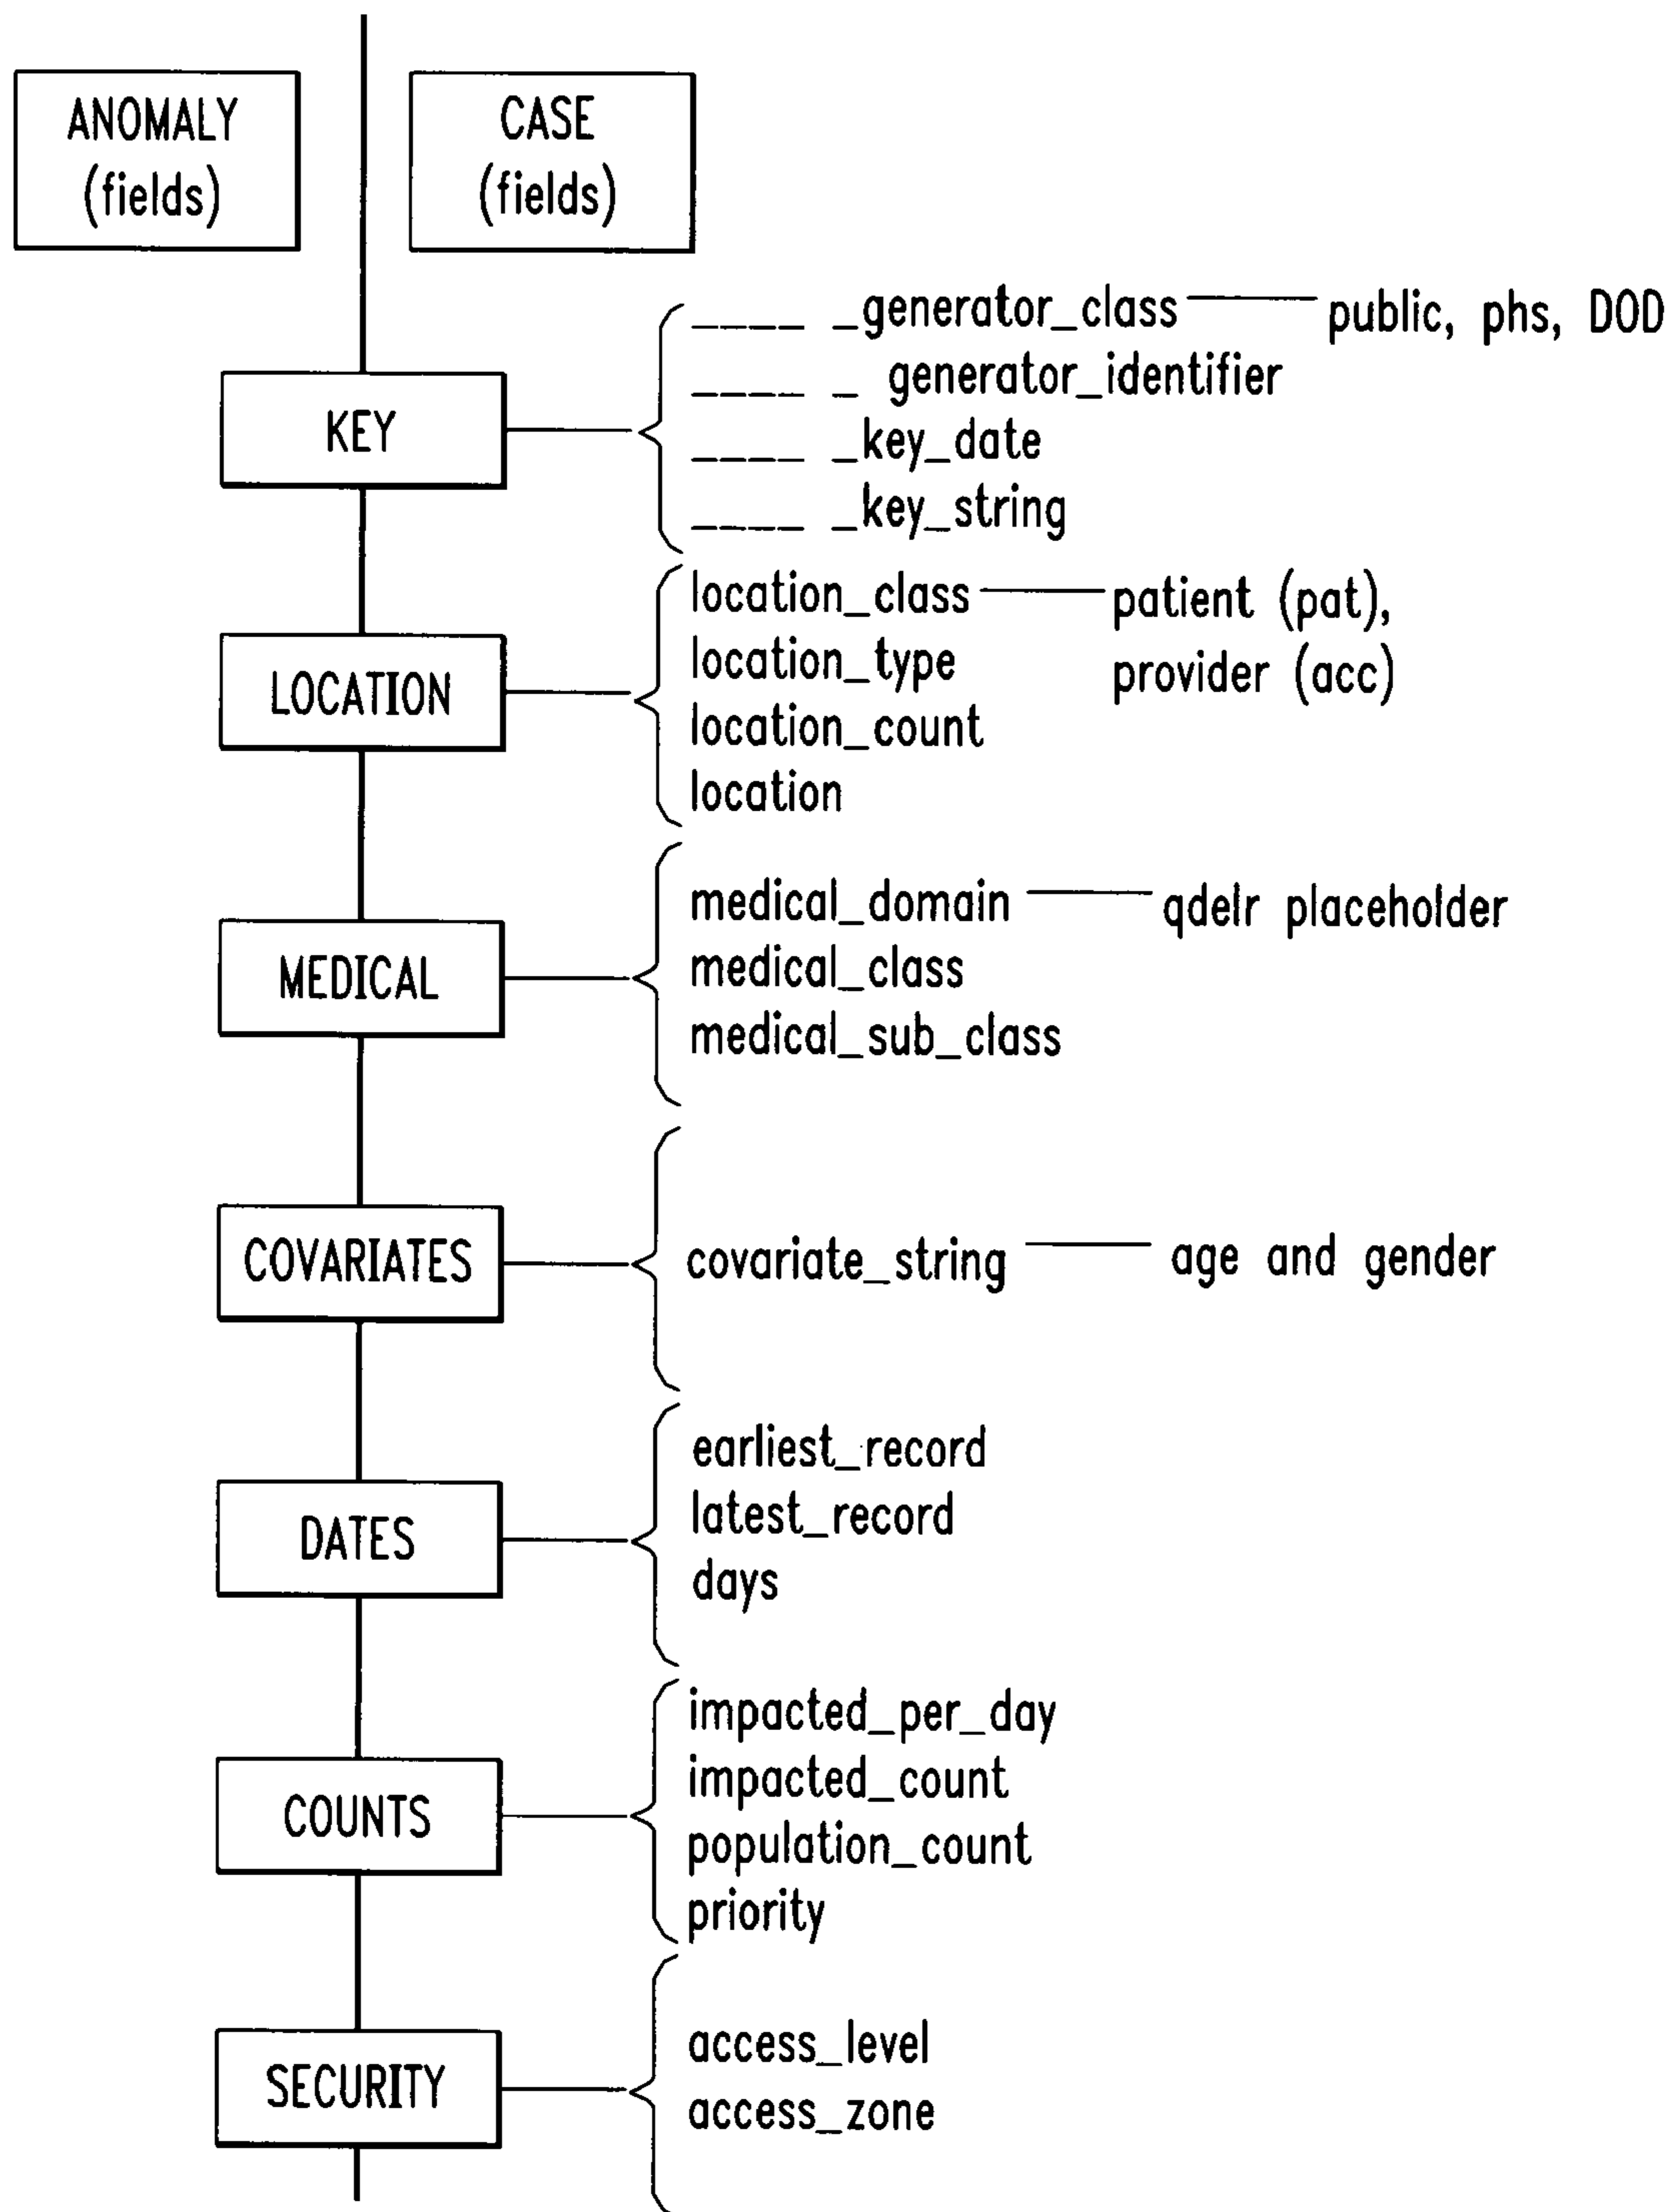 ANOMALY
(fields)
CASE
(fields)
KEY
____ _generator_class
public, phs, DOD
____ _ generator_identifier
____ _key_date
____ _key_string
LOCATION
location_class
patient (pat),
location_type
provider (acc)
location_count
location
MEDICAL
medical_domain
qdelr placeholder
medical_class
medical_sub_class
COVARIATES
covariate_string
age and gender
DATES
earliest_record
latest_record
days
COUNTS
impacted_per_day
impacted_count
population_count
priority
SECURITY
access_level
access_zone